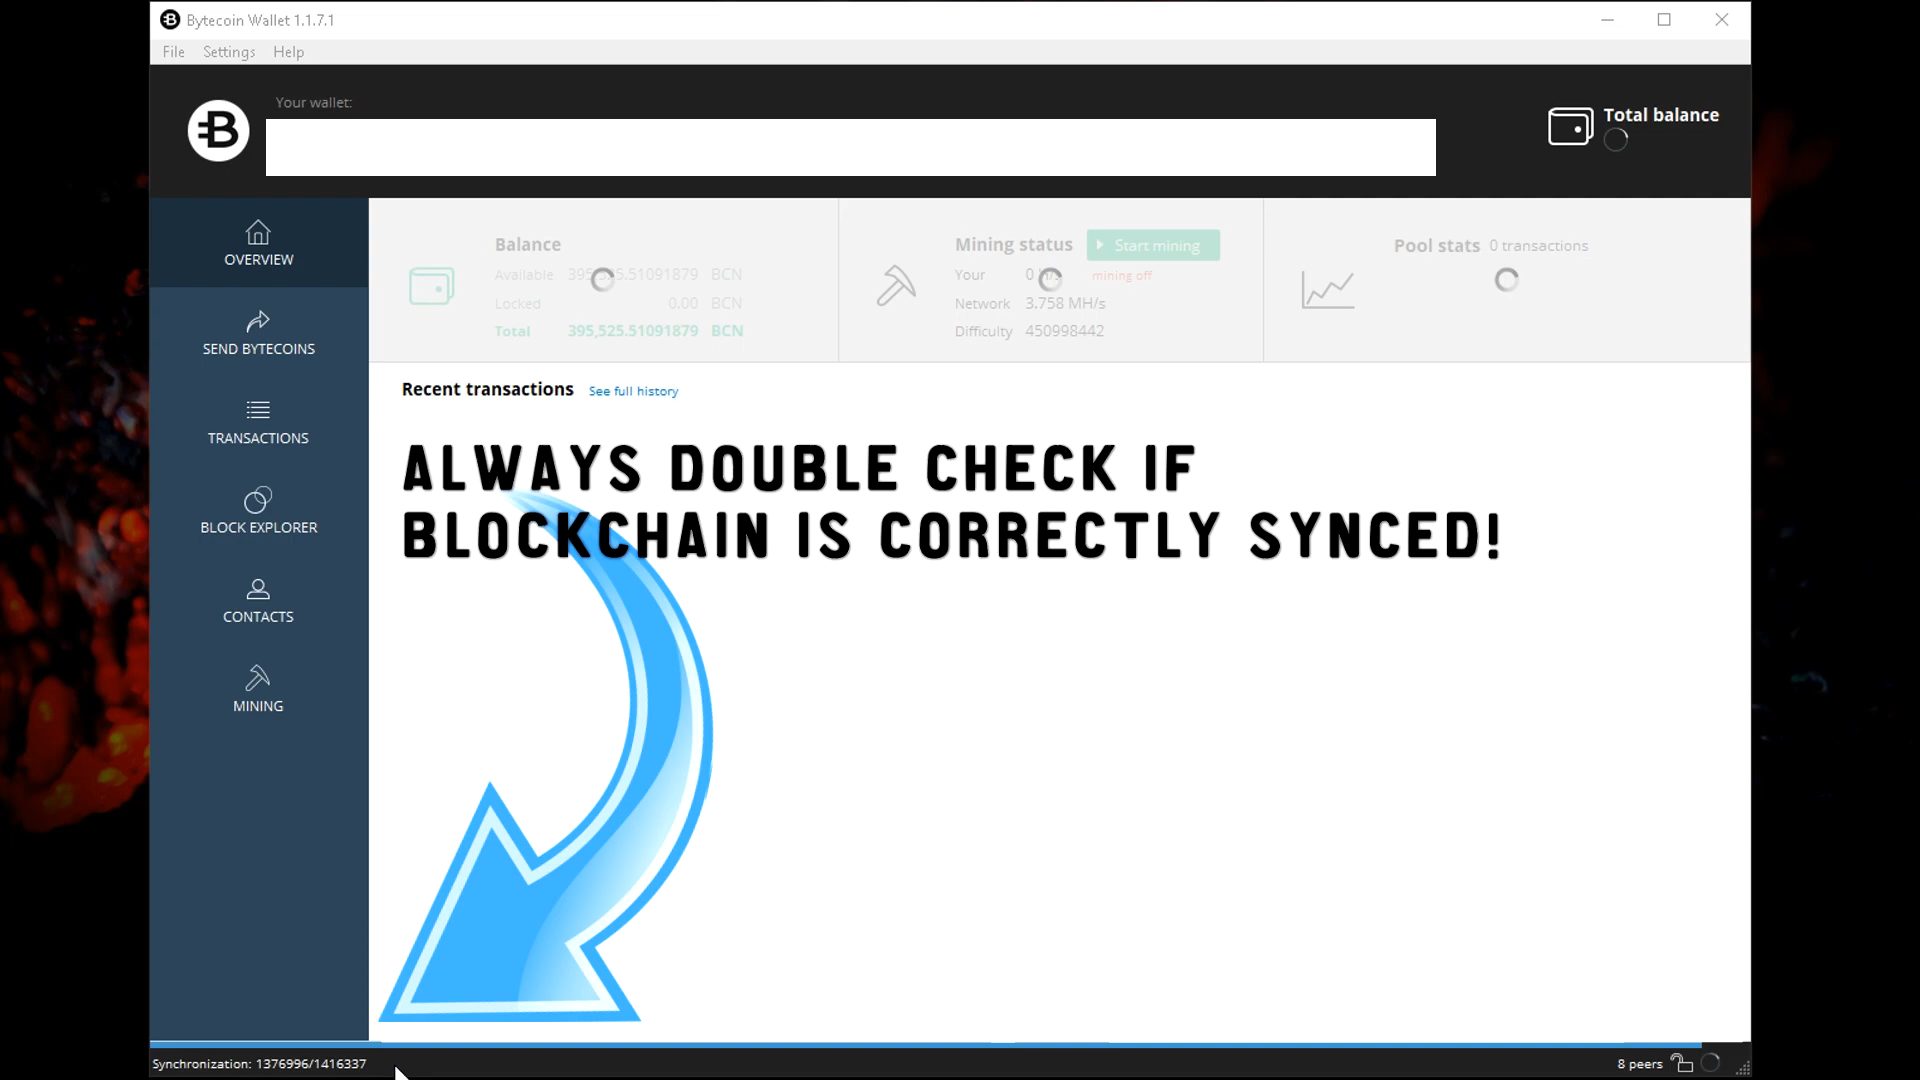 Bytecoin Wallet 1.1.7.1
File Settings Help
Your wallet:
Total balance
OVERVIEW
SEND BYTECOINS
TRANSACTIONS
BLOCK EXPLORER
CONTACTS
MINING
Balance
Available BCN
Locked 0.00 BCN
Total 395,525.51091879 BCN
Mining status Start mining
Your 0 mining off
Network 3.758 MH/s
Difficulty 450998442
Pool stats 0 transactions
Recent transactions See full history
ALWAYS DOUBLE CHECK IF
BLOCKCHAIN IS CORRECTLY SYNCED!
Synchronization: 1376996/1416337
8 peers